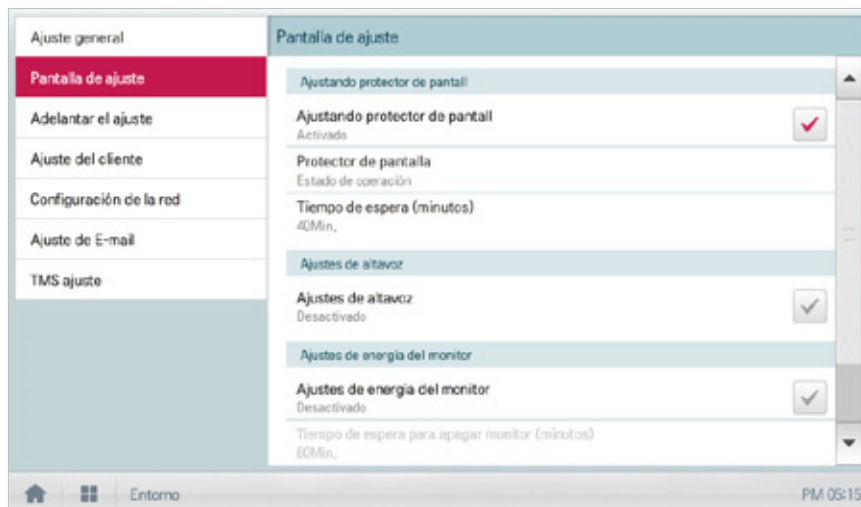 Ajuste general
Pantalla de ajuste
Adelantar el ajuste
Ajuste del cliente
Configuración de la red
Ajuste de E-mail
TMS ajuste
Pantalla de ajuste
Ajustando protector de pantall
Ajustando protector de pantall
Activado
Protector de pantalla
Estado de operación
Tiempo de espera (minutos)
40Min.
Ajustes de altavoz
Ajustes de altavoz
Desactivado
Ajustes de energía del monitor
Ajustes de energía del monitor
Desactivado
Tiempo de espera para apagar monitor (minutos)
60Min.
Entorno
PM 05:15